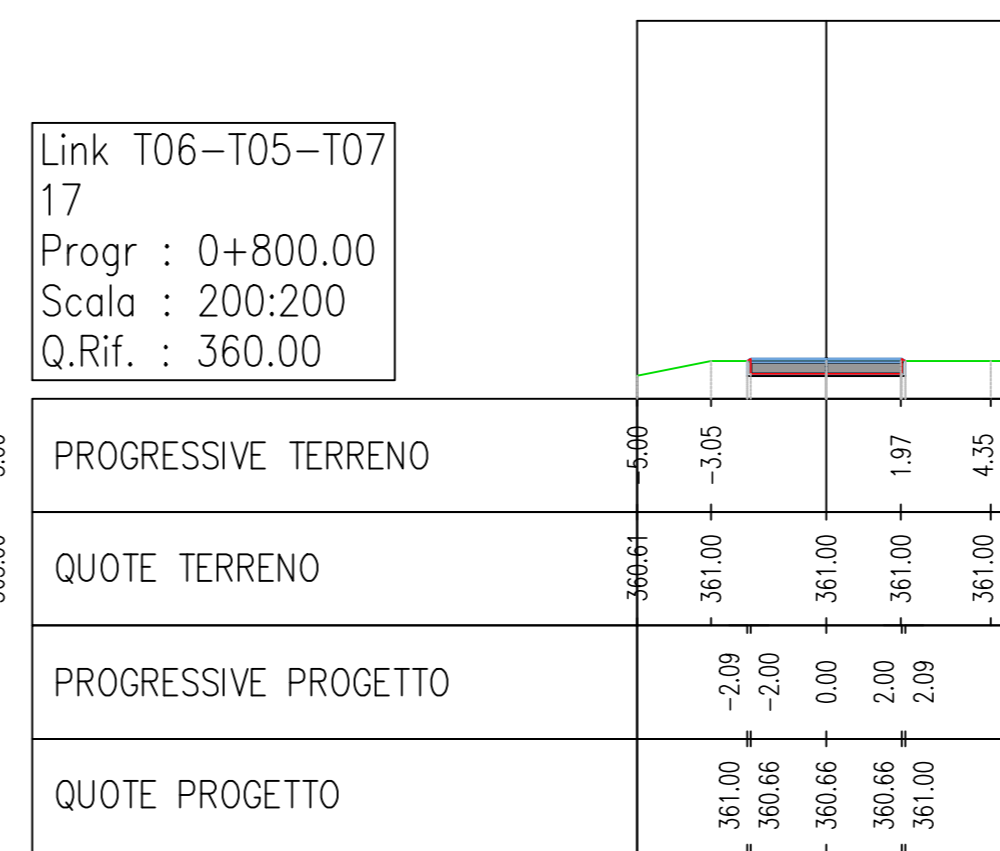 Link T06-T05-T07
17
Progr : 0+800.00
Scala : 200:200
Q.Rif. : 360.00
PROGRESSIVE TERRENO -5.00 -3.05 1.97 4.35
QUOTE TERRENO 360.61 361.00 361.00 361.00 361.00
PROGRESSIVE PROGETTO -2.09 -2.00 0.00 2.00 2.09
QUOTE PROGETTO 361.00 360.66 360.66 360.66 361.00